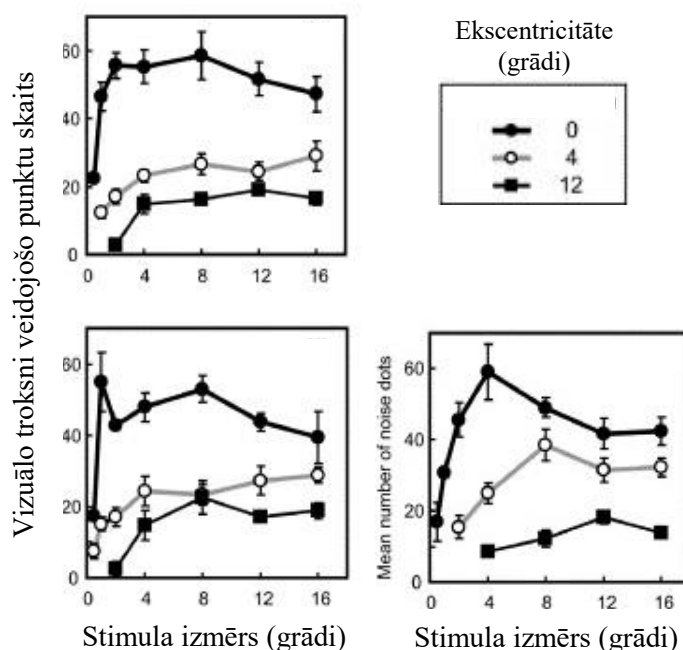 Ekscentricitāte
(grādi)
0
4
12
Vizuālo troksni veidojošo punktu skaits
60
40
20
0
0 4 8 12 16
60
40
20
0
0 4 8 12 16
Stimula izmērs (grādi)
Mean number of noise dots
60
40
20
0
0 4 8 12 16
Stimula izmērs (grādi)